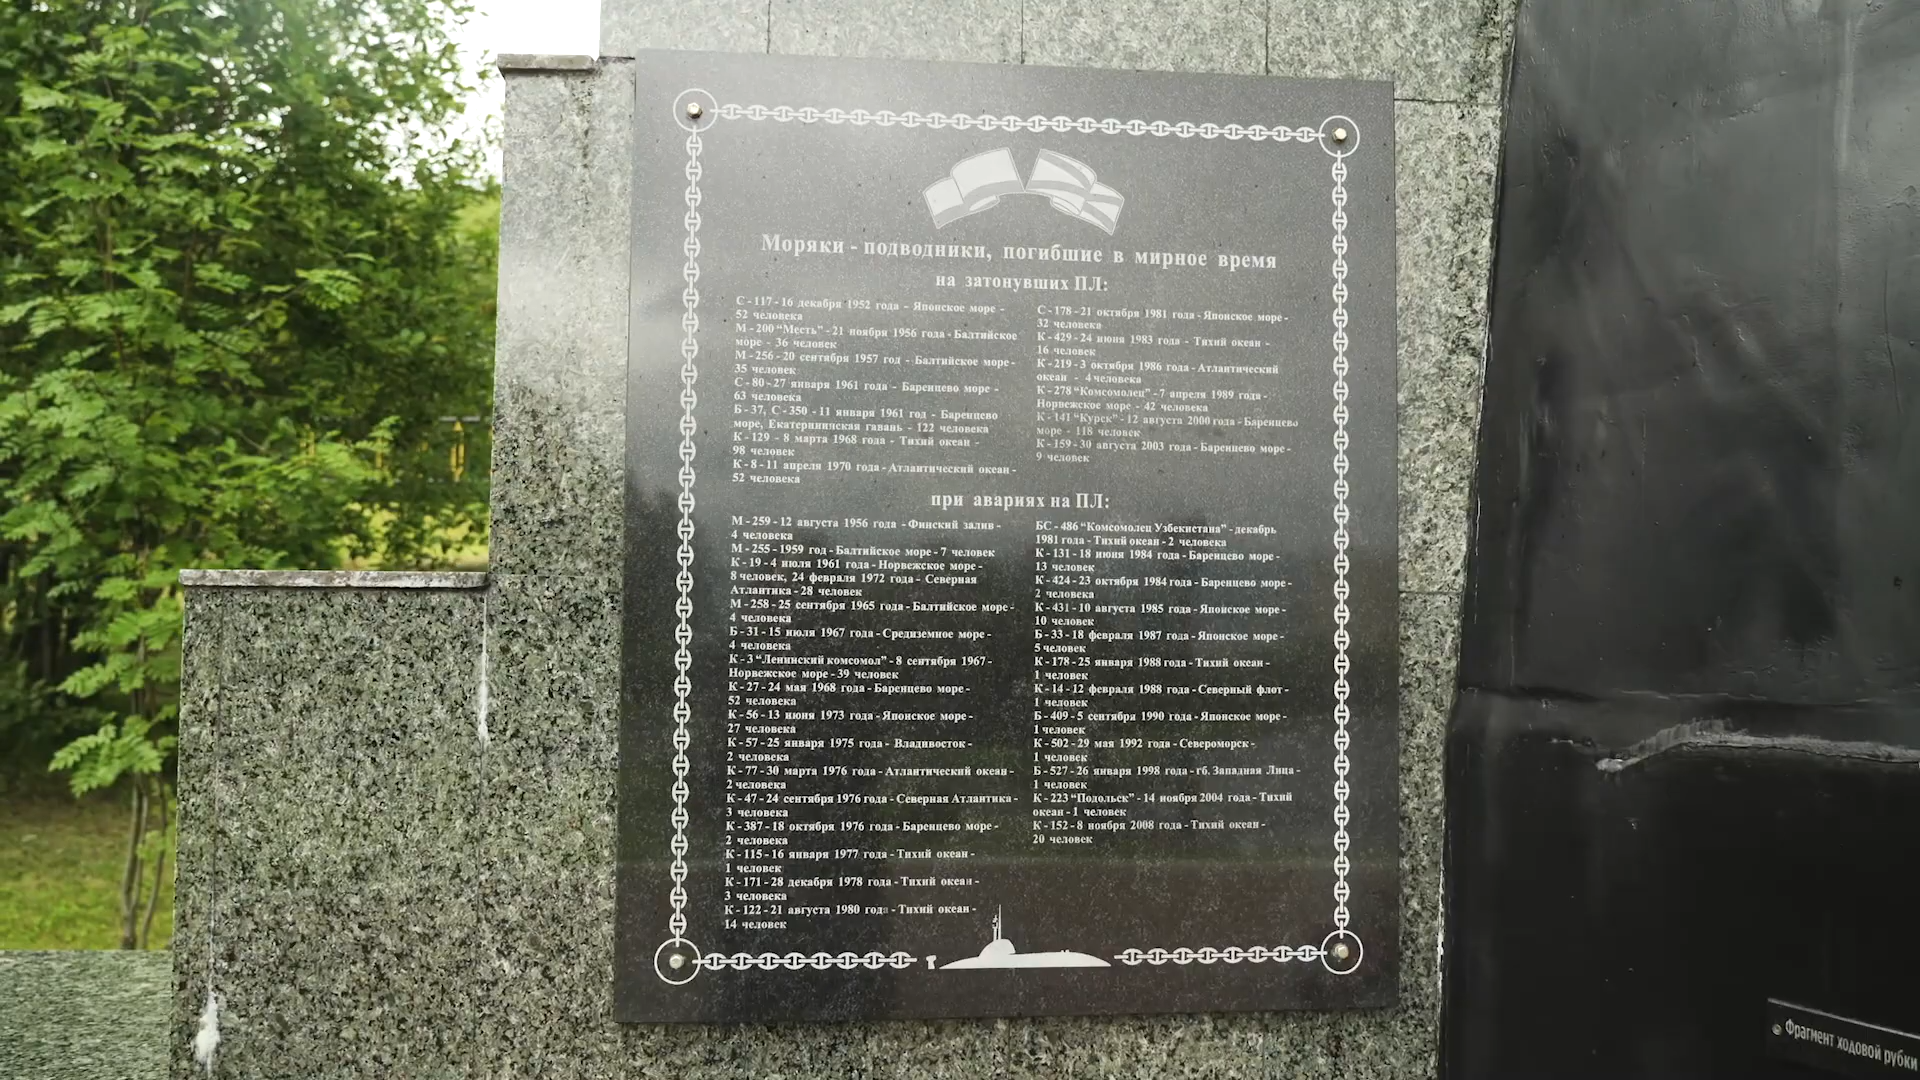 Моряки - подводники, погибшие в мирное время
на затонувших ПЛ:
С - 117 - 16 декабря 1952 года - Японское море -
52 человека
М - 200 “Месть” - 21 ноября 1956 года - Балтийское
море - 36 человек
М - 256 - 20 сентября 1957 год - Балтийское море -
35 человек
С - 80 - 27 января 1961 года - Баренцево море -
63 человека
Б - 37, С - 350 - 11 января 1961 год - Баренцево
море, Екатерничская гавань - 122 человека
К - 129 - 8 марта 1968 года - Тихий океан -
98 человек
К - 8 - 11 апреля 1970 года - Атлантический океан -
52 человека
С - 178 - 21 октября 1981 года - Японское море -
32 человека
К - 429 - 24 июня 1983 года - Тихий океан -
16 человек
К - 219 - 3 октября 1986 года - Атлантический
океан - 4 человека
К - 278 “Комсомолец” - 7 апреля 1989 года -
Норвежское море - 42 человека
К - 141 “Курск” - 12 августа 2000 года - Баренцево
море - 118 человек
К - 159 - 30 августа 2003 года - Баренцево море -
9 человек
при авариях на ПЛ:
М - 259 - 12 августа 1956 года - Финский залив -
4 человека
М - 255 - 1959 год - Балтийское море - 7 человек
К - 19 - 4 июля 1961 года - Норвежское море -
8 человек, 24 февраля 1972 года - Северная
Атлантика - 28 человек
М - 258 - 25 сентября 1965 года - Балтийское море -
4 человека
Б - 31 - 15 июля 1967 года - Средиземное море -
4 человека
К - 3 “Ленинский комсомол” - 8 сентября 1967 -
Норвежское море - 39 человек
К - 27 - 24 мая 1968 года - Баренцево море -
52 человека
К - 56 - 13 июня 1973 года - Японское море -
27 человека
К - 57 - 25 января 1975 года - Владивосток -
2 человека
К - 77 - 30 марта 1976 года - Атлантический океан -
2 человека
К - 47 - 24 сентября 1976 года - Северная Атлантика -
3 человека
К - 387 - 18 октября 1976 года - Баренцево море -
2 человека
К - 115 - 16 января 1977 года - Тихий океан -
1 человек
К - 171 - 28 декабря 1978 года - Тихий океан -
3 человека
К - 122 - 21 августа 1980 года - Тихий океан -
14 человек
БС - 486 “Комсомолец Узбекистана” - декабрь
1981 года - Тихий океан - 2 человека
К - 131 - 18 июня 1984 года - Баренцево море -
13 человек
К - 424 - 23 октября 1984 года - Баренцево море -
2 человека
К - 431 - 10 августа 1985 года - Японское море -
10 человек
Б - 33 - 18 февраля 1987 года - Японское море -
5 человек
К - 178 - 25 января 1988 года - Тихий океан -
1 человек
К - 14 - 12 февраля 1988 года - Северный флот -
1 человек
Б - 409 - 5 сентября 1990 года - Японское море -
1 человек
К - 502 - 29 мая 1992 года - Североморск -
1 человек
Б - 527 - 26 января 1998 года - гб. Западная Лица -
1 человек
К - 223 “Подольск” - 14 ноября 2004 года - Тихий
океан - 1 человек
К - 152 - 8 ноября 2008 года - Тихий океан -
20 человек
Фрагмент ходовой рубки